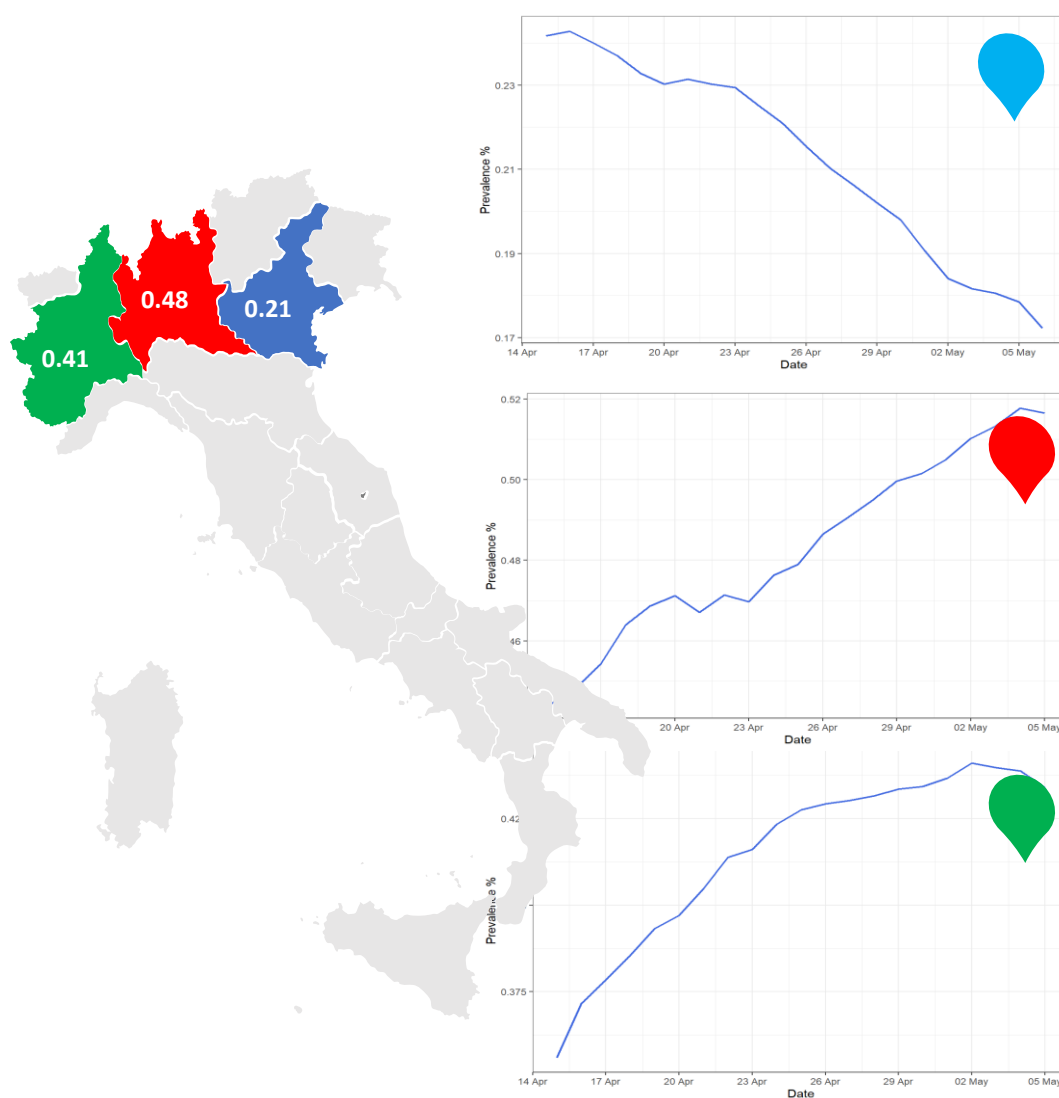 0.48
0.21
0.41
Prevalence %
0.23
0.21
0.19
0.17
14 Apr 17 Apr 20 Apr 23 Apr 26 Apr 29 Apr 02 May 05 May
Date
Prevalence %
0.52
0.50
0.48
.46
20 Apr 23 Apr 26 Apr 29 Apr 02 May 05 May
Date
Prevalence %
0.42
0.375
14 Apr 17 Apr 20 Apr 23 Apr 26 Apr 29 Apr 02 May 05 May
Date